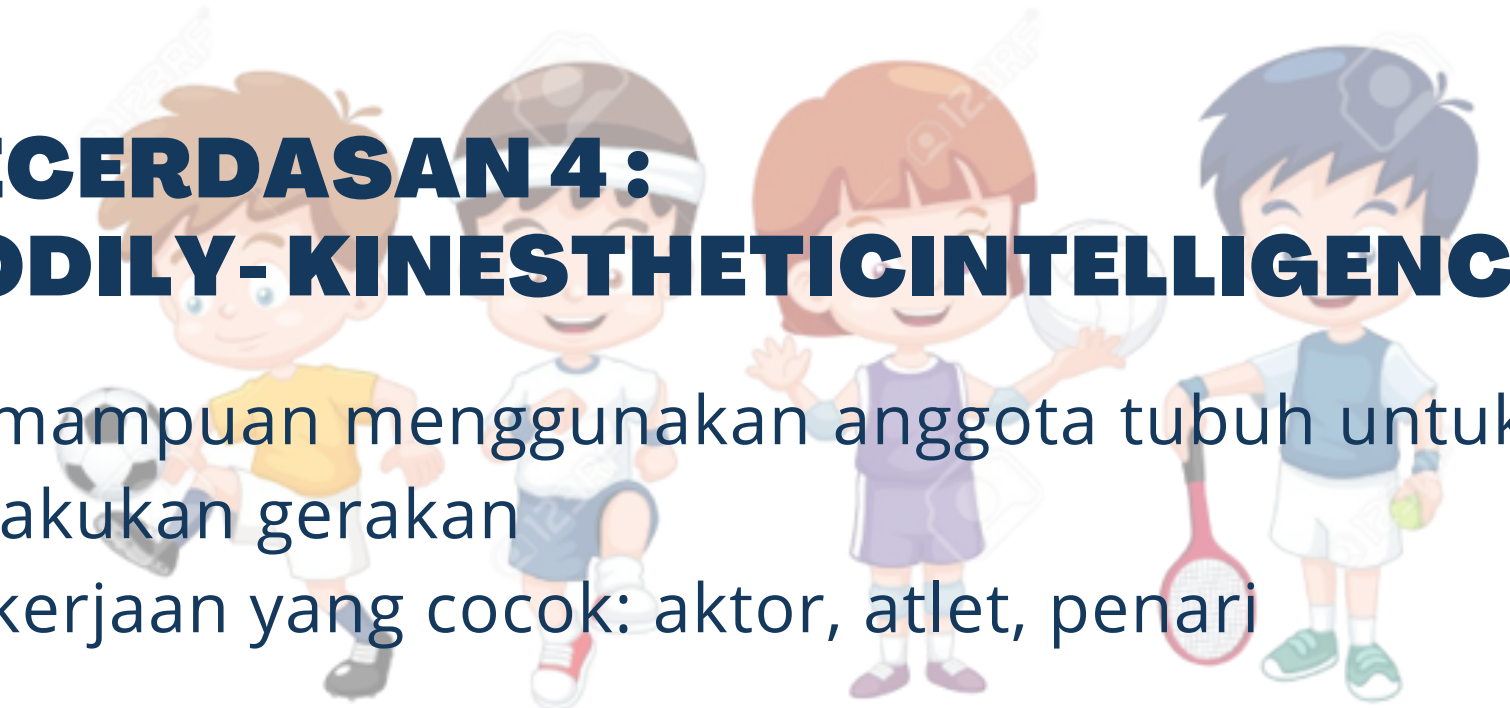 ECERDASAN 4 :
ODILY- KINESTHETICINTELLIGENC
mampuan menggunakan anggota tubuh untuk
akukan gerakan
kerjaan yang cocok: aktor, atlet, penari